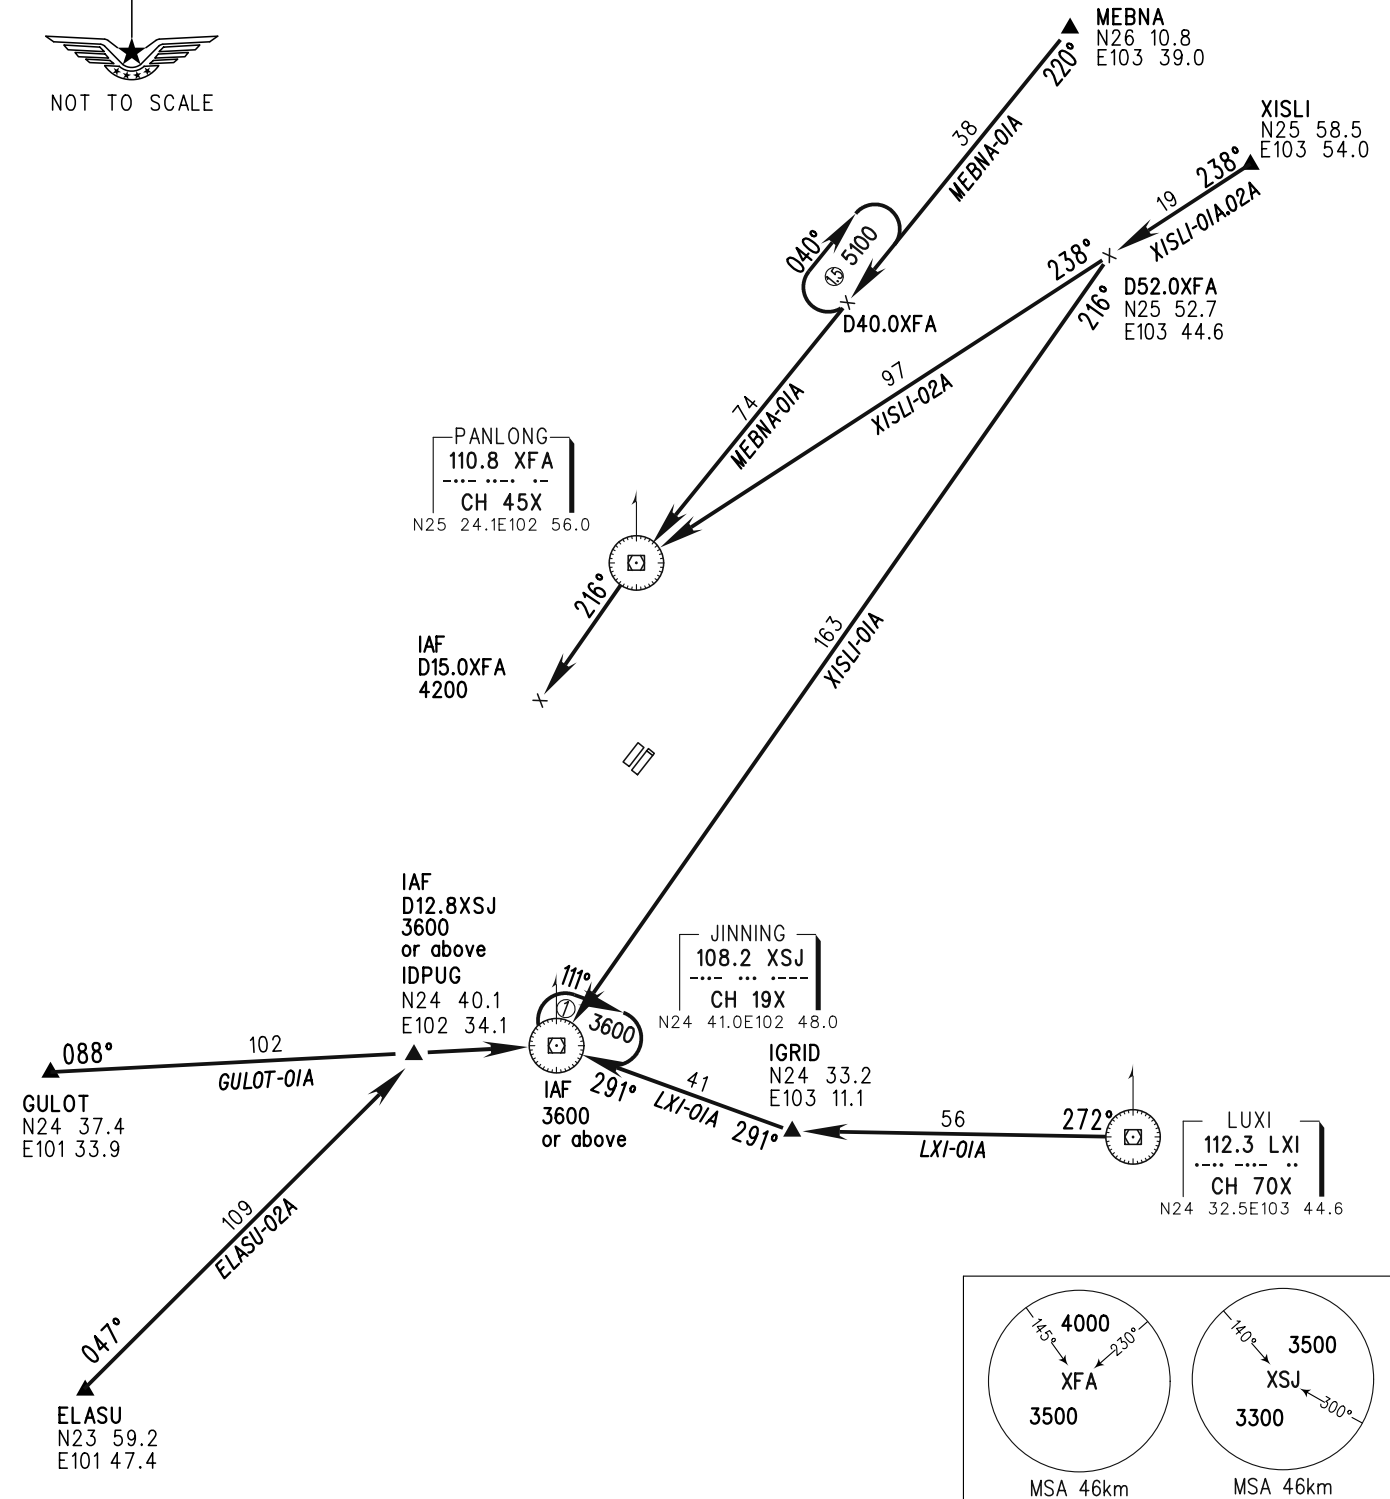 NOT TO SCALE
MEBNA
N26 10.8
E103 39.0
220°
38
MEBNA-01A
XISLI
N25 58.5
E103 54.0
238°
19
XISLI-01A.02A
040°
1.5
5100
D40.0XFA
238°
216°
D52.0XFA
N25 52.7
E103 44.6
74
MEBNA-01A
97
XISLI-02A
PANLONG
110.8 XFA
CH 45X
N25 24.1E102 56.0
216°
IAF
D15.0XFA
4200
163
XISLI-01A
IAF
D12.8XSJ
3600
or above
IDPUG
N24 40.1
E102 34.1
111°
1
3600
JINNING
108.2 XSJ
CH 19X
N24 41.0E102 48.0
088°
102
GULOT-01A
GULOT
N24 37.4
E101 33.9
IAF
3600
or above
291°
41
LXI-01A
291°
IGRID
N24 33.2
E103 11.1
56
LXI-01A
272°
LUXI
112.3 LXI
CH 70X
N24 32.5E103 44.6
109
ELASU-02A
047°
ELASU
N23 59.2
E101 47.4
145°
4000
230°
XFA
3500
MSA 46km
140°
3500
XSJ
300°
3300
MSA 46km